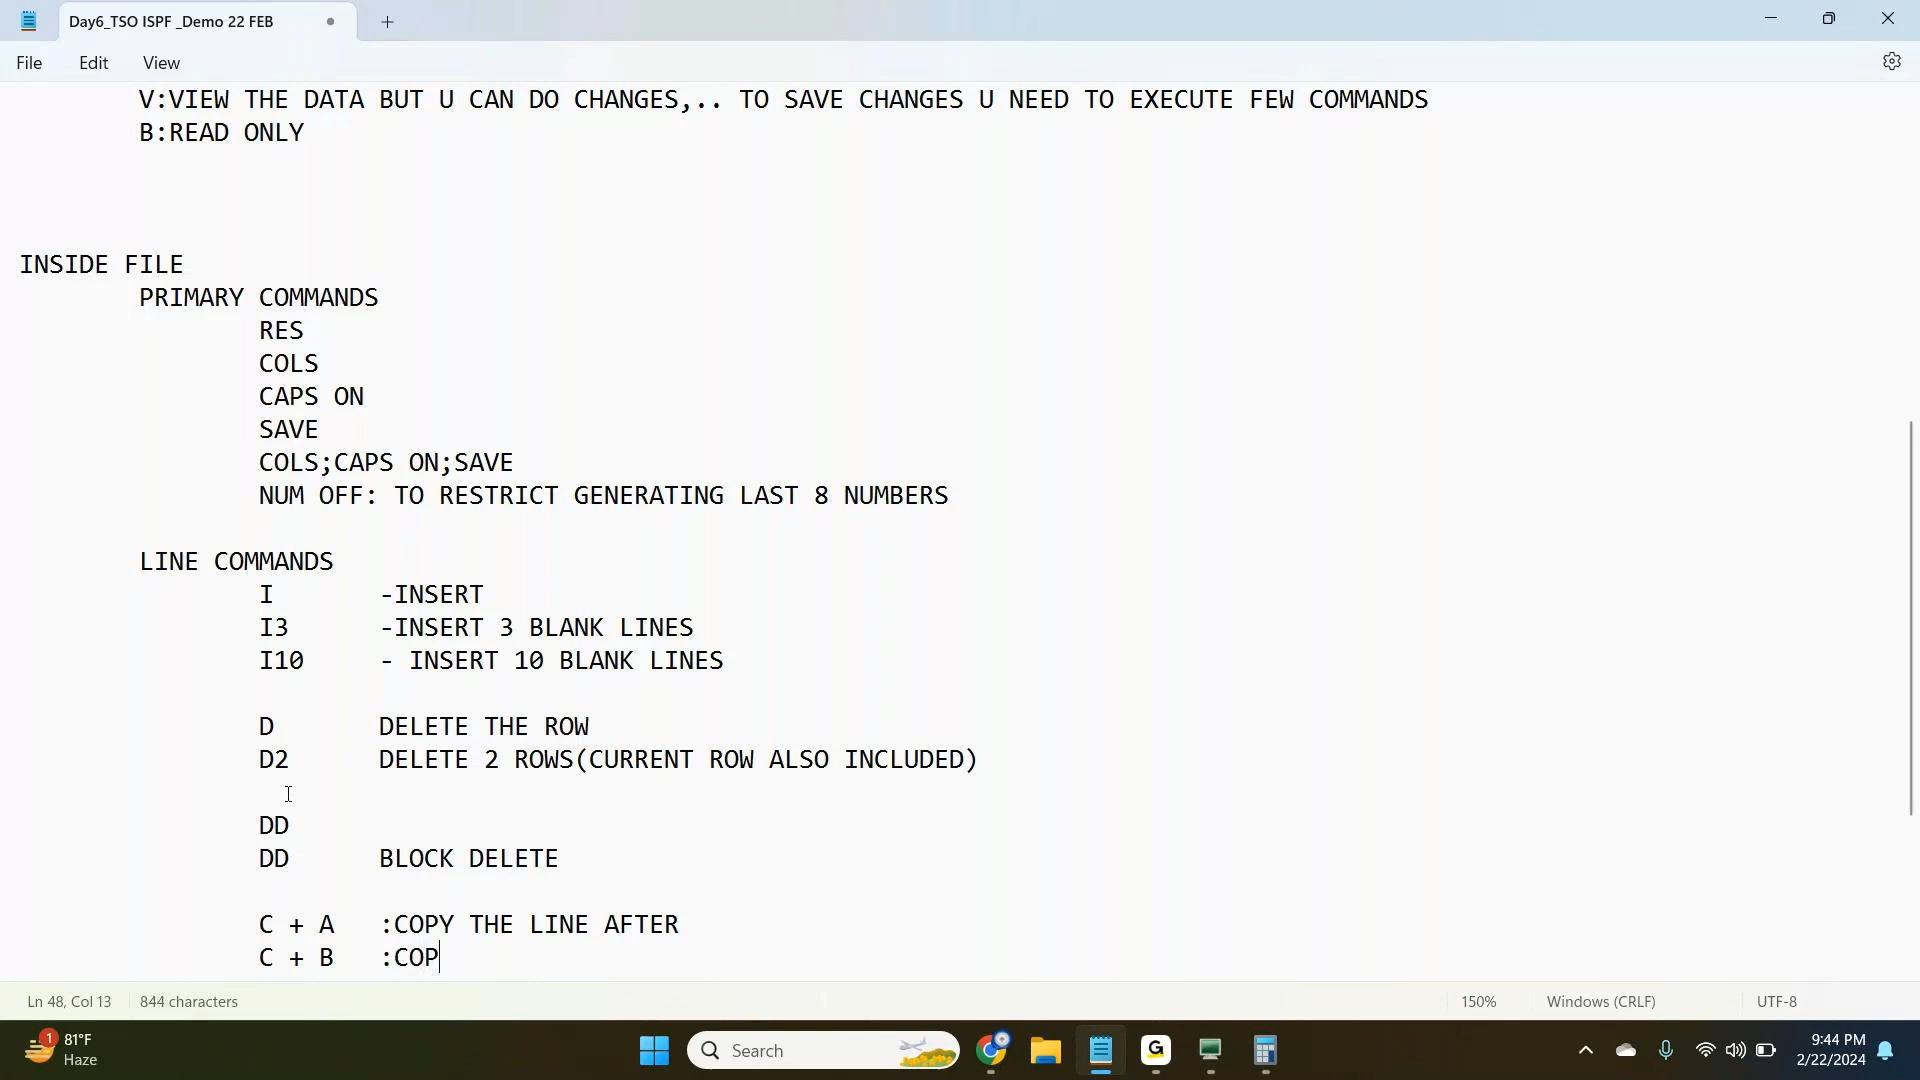 Day6_TSO ISPF _Demo 22 FEB
File Edit View
V:VIEW THE DATA BUT U CAN DO CHANGES,.. TO SAVE CHANGES U NEED TO EXECUTE FEW COMMANDS
B:READ ONLY
INSIDE FILE
PRIMARY COMMANDS
RES
COLS
CAPS ON
SAVE
COLS;CAPS ON;SAVE
NUM OFF: TO RESTRICT GENERATING LAST 8 NUMBERS
LINE COMMANDS
I -INSERT
I3 -INSERT 3 BLANK LINES
I10 - INSERT 10 BLANK LINES
D DELETE THE ROW
D2 DELETE 2 ROWS(CURRENT ROW ALSO INCLUDED)
DD
DD BLOCK DELETE
C + A :COPY THE LINE AFTER
C + B :COP
Ln 48, Col 13 844 characters 150% Windows (CRLF) UTF-8
1 81°F Search G 9:44 PM
Haze 2/22/2024